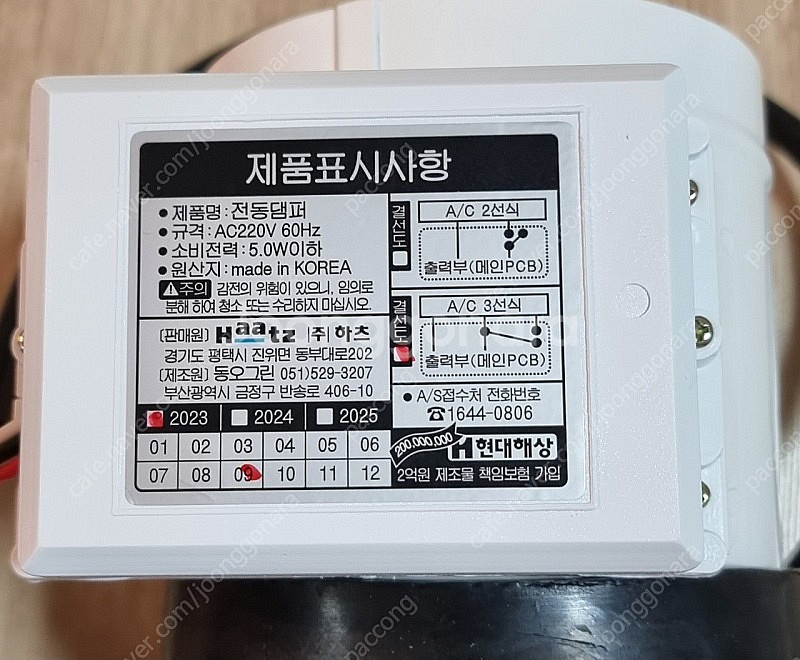 제품표시사항
• 제품명 : 전동댐퍼
• 규격 : AC220V 60Hz
• 소비전력 : 5.0W이하
• 원산지 : made in KOREA
⚠주의 감전의 위험이 있으니, 임의로
분해 하여 청소 또는 수리하지 마십시오.
(판매원) Haatz (주)하츠
경기도 평택시 진위면 동부대로202
(제조원) 동오그린 051)529-3207
부산광역시 금정구 반송로 406-10
2023 2024 2025
01 02 03 04 05 06
07 08 09 10 11 12
결선도
A/C 2선식
출력부(메인PCB)
결선도
A/C 3선식
출력부(메인PCB)
• A/S접수처 전화번호
☎1644-0806
200,000,000
현대해상
2억원 제조물 책임보험 가입
cafe.naver.com/joonggonara
paccong
joonggonara